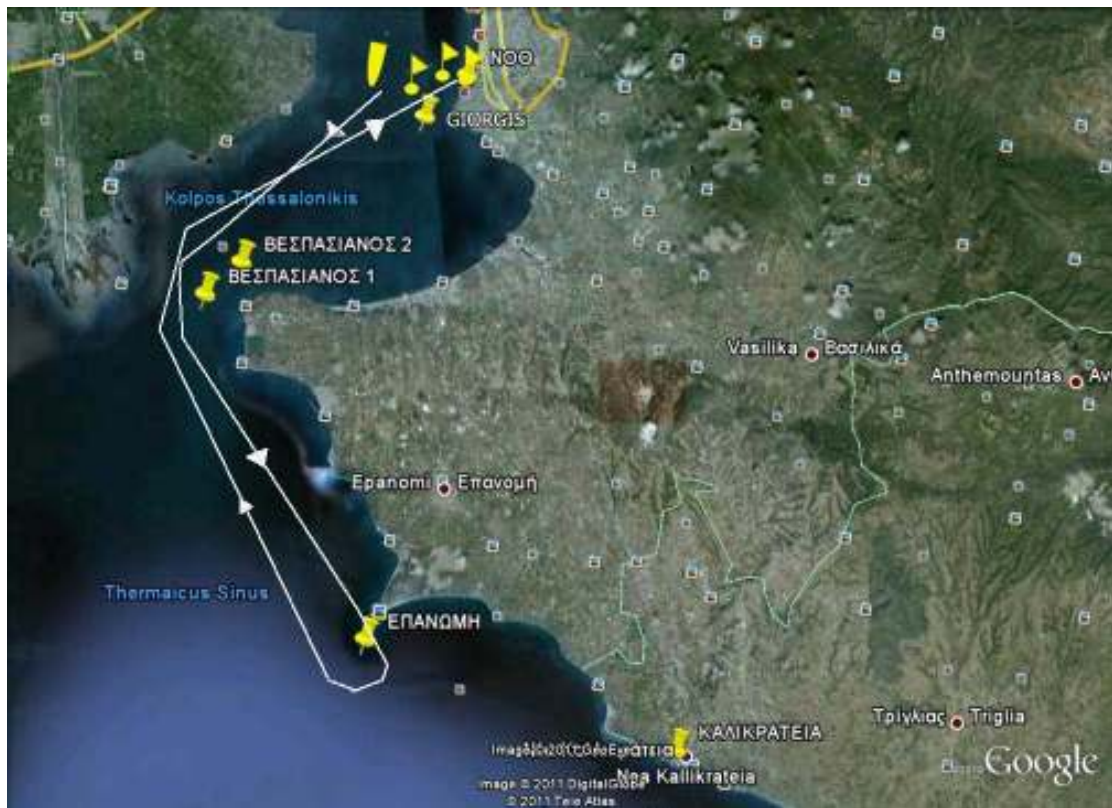 ΝΟΘ
GIORGIS
Kolpos Thessalonikis
ΒΕΣΠΑΣΙΑΝΟΣ 2
ΒΕΣΠΑΣΙΑΝΟΣ 1
Vasilika Βασιλικά
Anthemountas
Epanomi Επανομή
Thermaicus Sinus
ΕΠΑΝΩΜΗ
ΚΑΛΙΚΡΑΤΕΙΑ
Τρίγλιας Triglia
Nea Kallikrateia
Image © 2011 DigitalGlobe
© 2011 Tele Atlas
Google